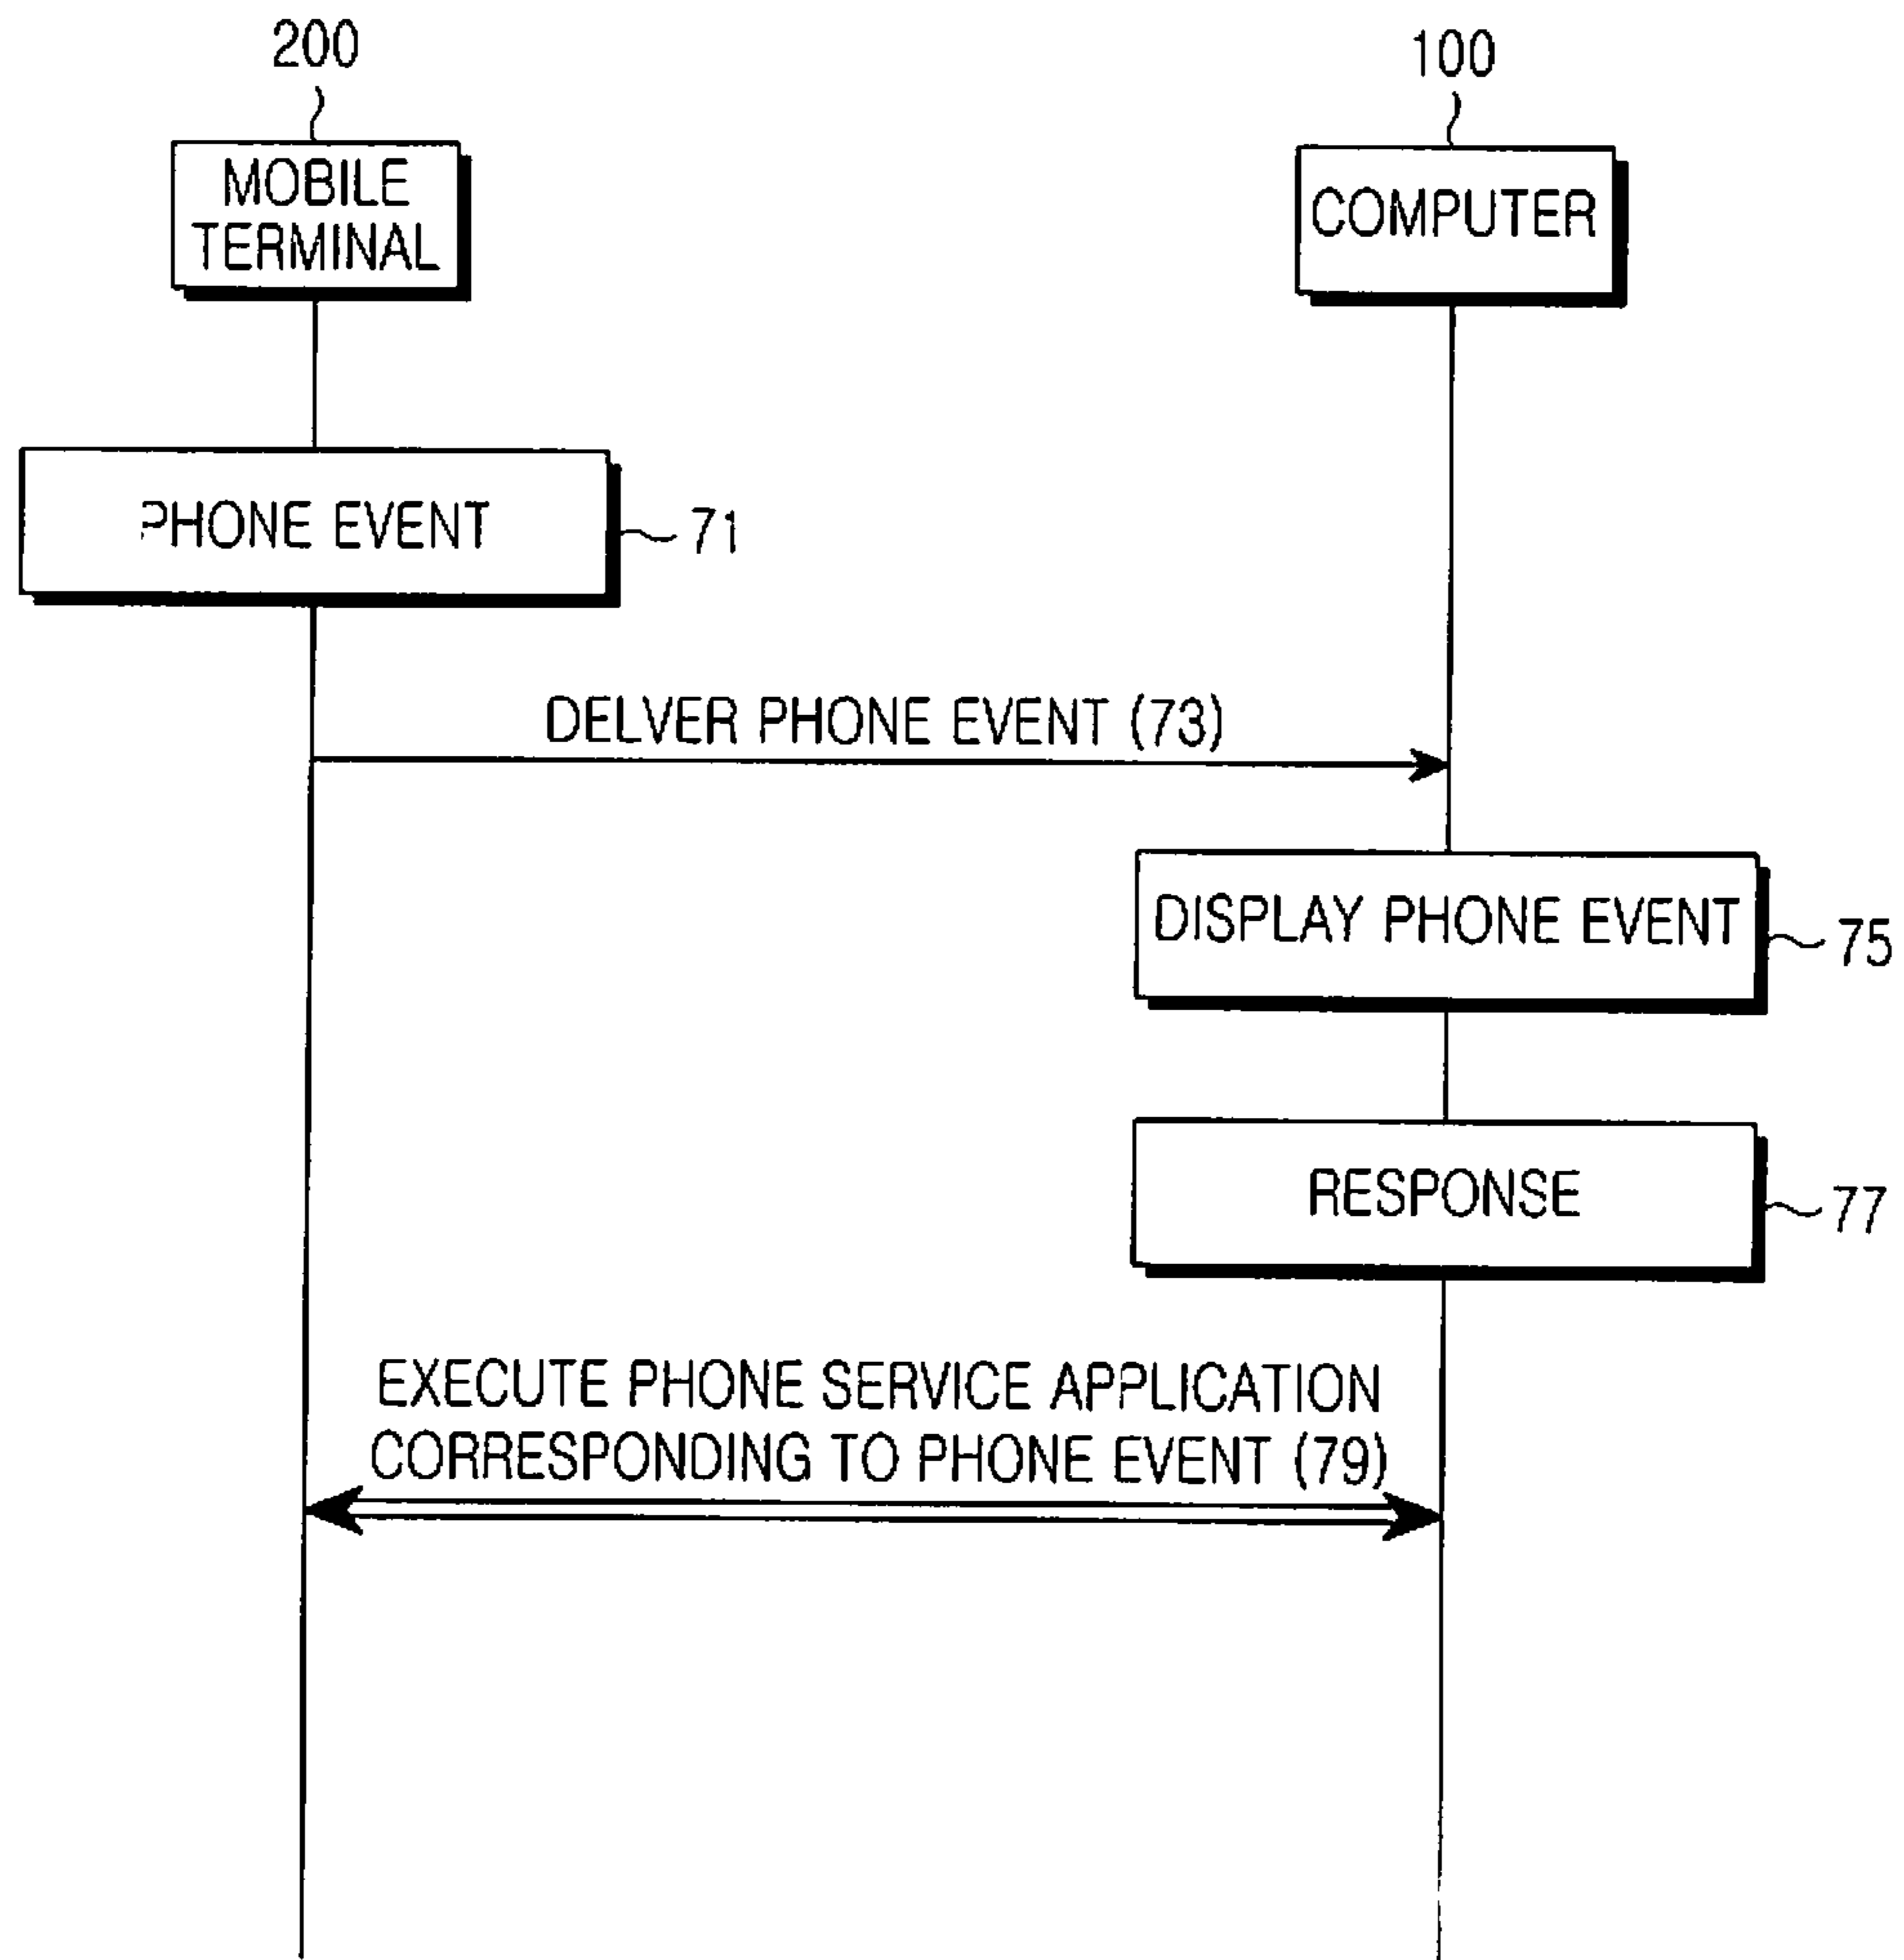 200
100
MOBILE
TERMINAL
COMPUTER
PHONE EVENT
71
DELVER PHONE EVENT (73)
DISPLAY PHONE EVENT
75
RESPONSE
77
EXECUTE PHONE SERVICE APPLICATION
CORRESPONDING TO PHONE EVENT (79)